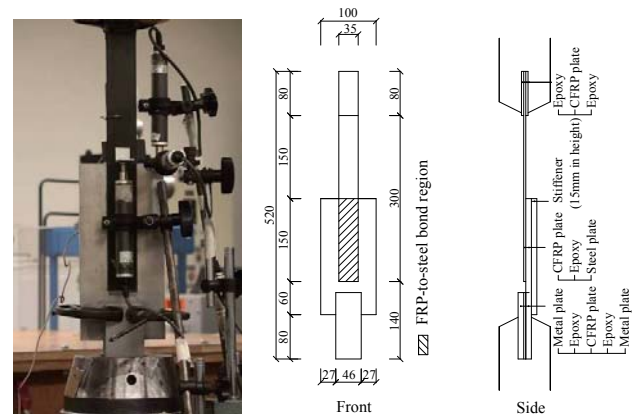 100
35
80
150
520
150
60
80
80
300
140
27 46 27
Front
FRP-to-steel bond region
Epoxy
CFRP plate
Epoxy
Stiffener
(15mm in height)
CFRP plate
Epoxy
Steel plate
Metal plate
Epoxy
CFRP plate
Epoxy
Metal plate
Side